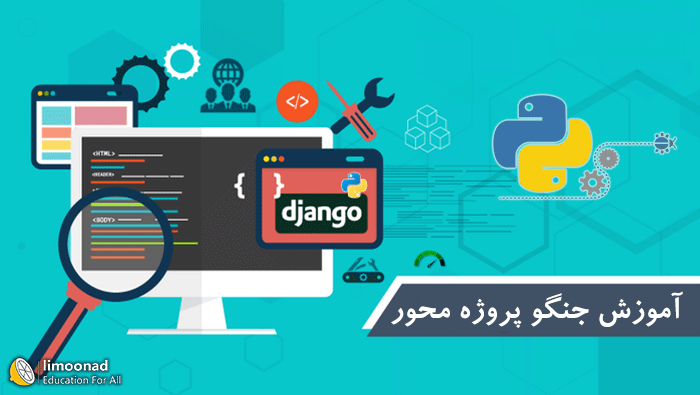 </>
<HTML>
<HEADER>
{ }
<BODY>
django
آموزش جنگو پروژه محور
limoonad
Education For All